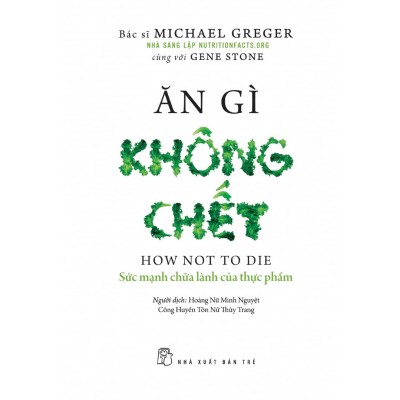 Bác sĩ MICHAEL GREGER
NHÀ SÁNG LẬP NUTRITIONFACTS.ORG
cùng với GENE STONE
ĂN GÌ
KHÔNG
CHẾT
HOW NOT TO DIE
Sức mạnh chữa lành của thực phẩm
Người dịch: Hoàng Nữ Minh Nguyệt
Công Huyền Tôn Nữ Thùy Trang
NHÀ XUẤT BẢN TRẺ